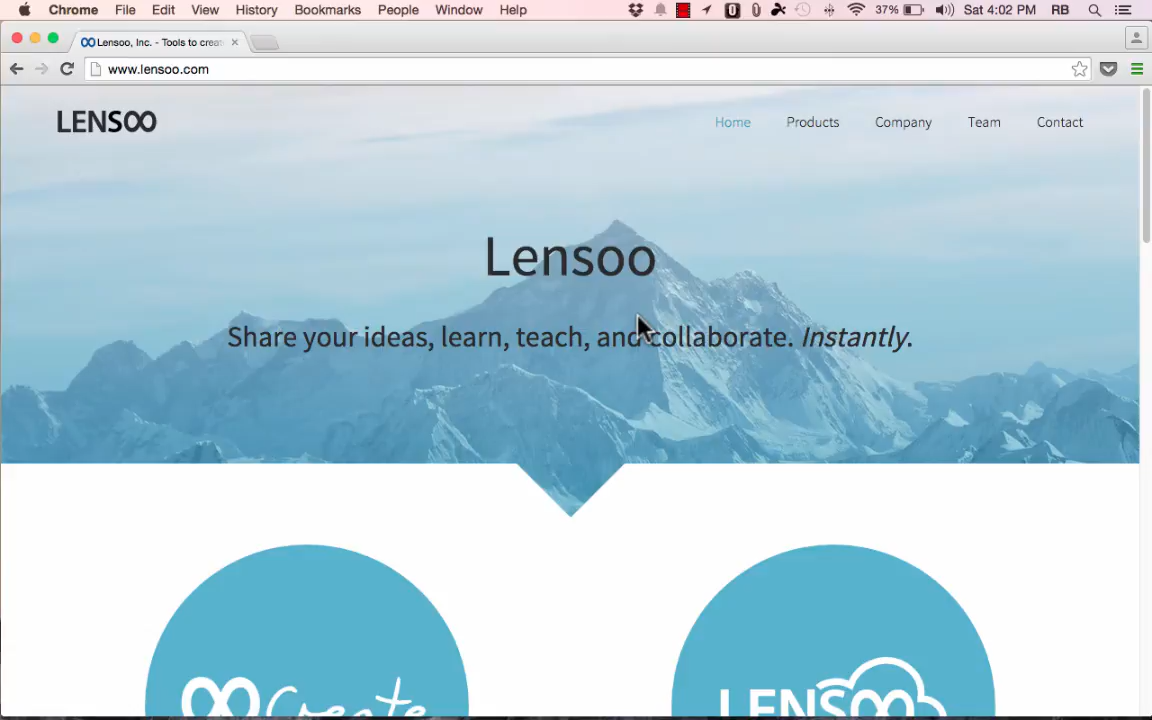 Chrome File Edit View History Bookmarks People Window Help 37% Sat 4:02 PM RB
Lensoo, Inc. - Tools to creat
www.lensoo.com
LENSOO Home Products Company Team Contact
Lensoo
Share your ideas, learn, teach, and collaborate. Instantly.
Create LENSOO